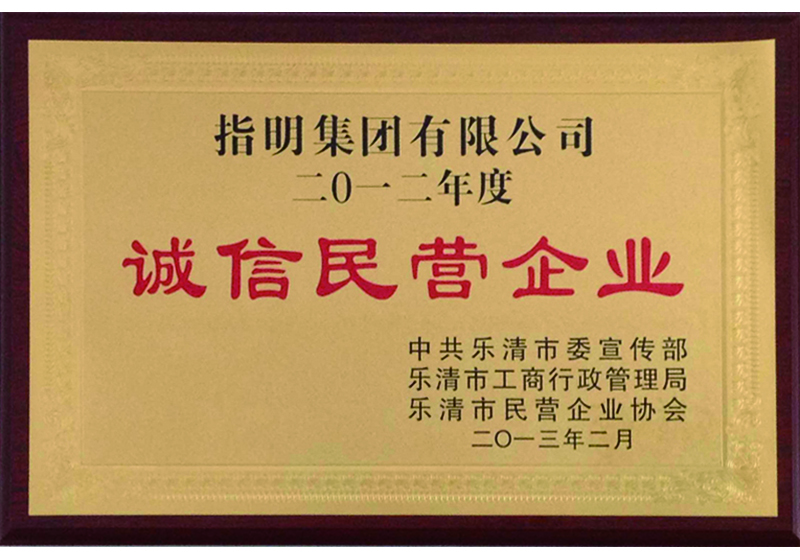 指明集团有限公司
二〇一二年度
诚信民营企业
中共乐清市委宣传部
乐清市工商行政管理局
乐清市民营企业协会
二〇一三年二月